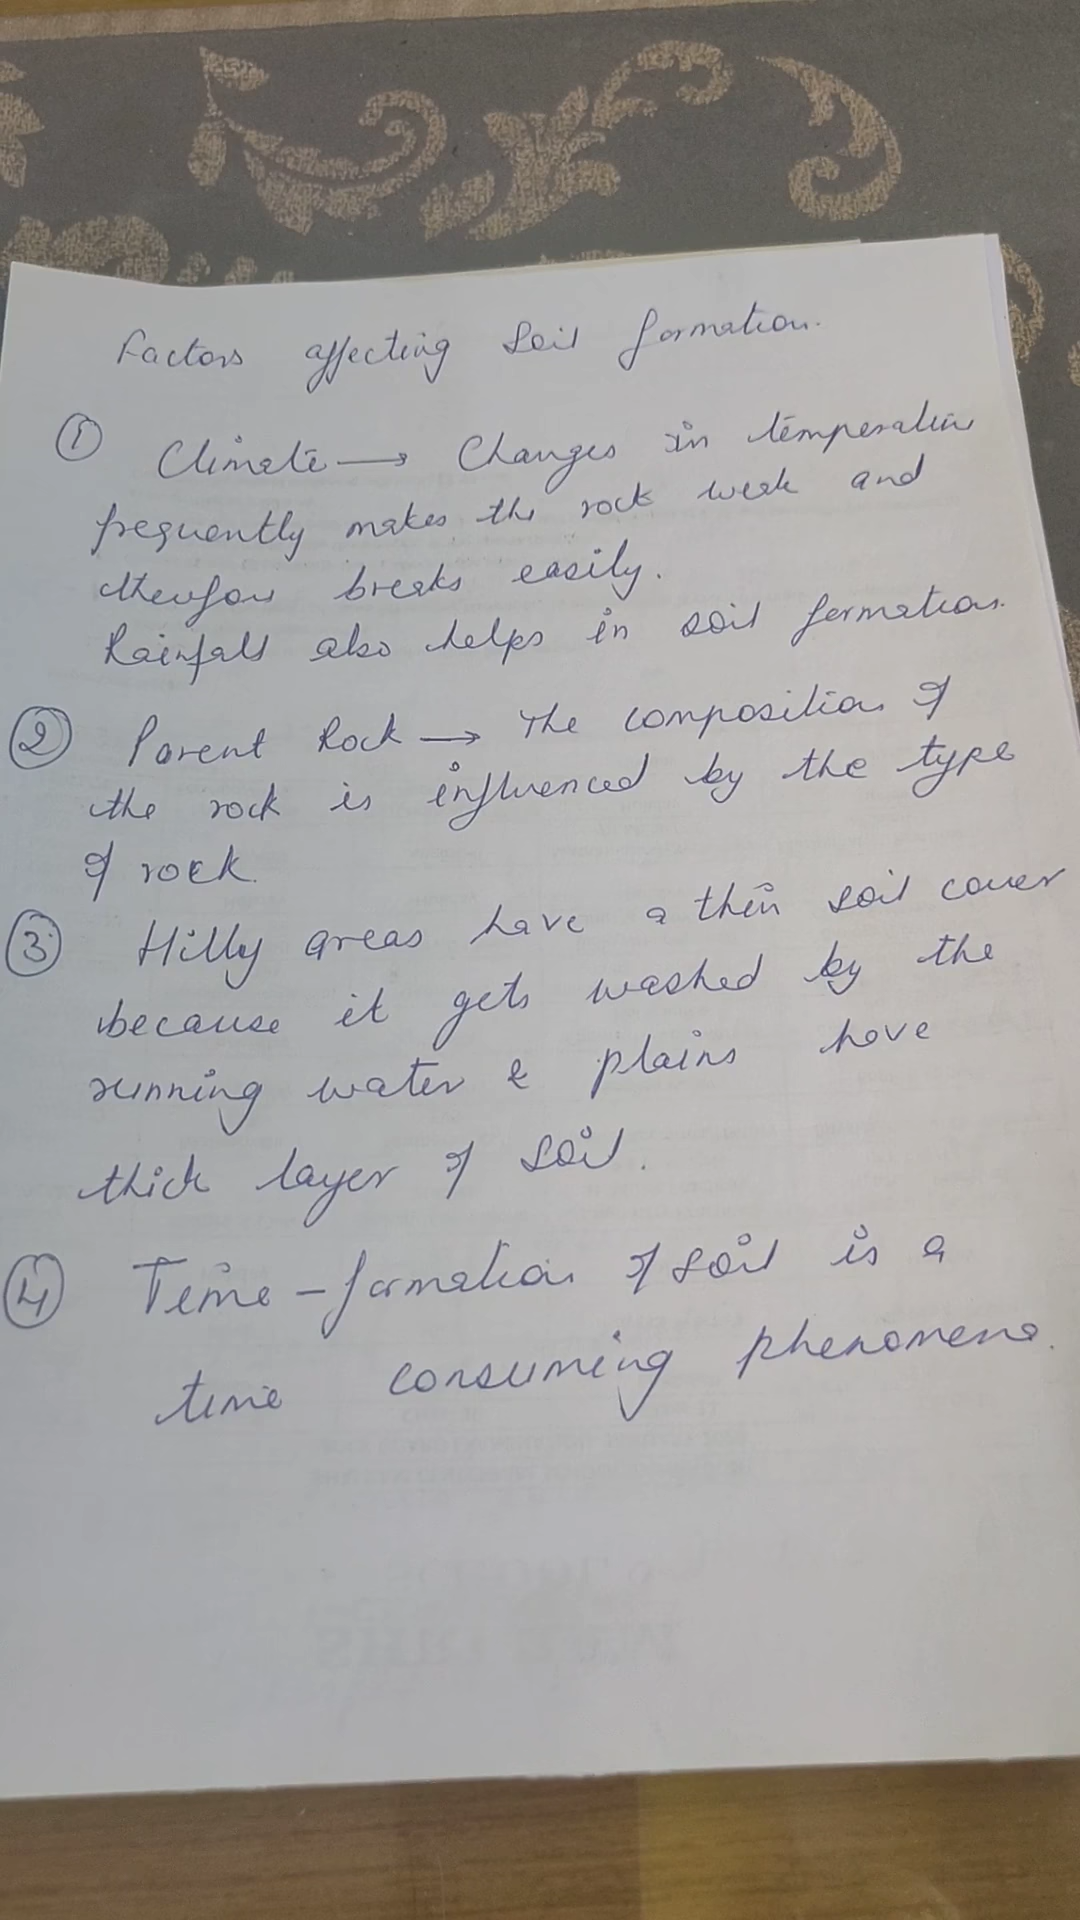 Factors affecting Soil formation.
① Climate → Changes in temperature
frequently makes the rock weak and
therefore breaks easily.
Rainfall also helps in soil formation.
② Parent Rock → The composition of
the rock is influenced by the type
of rock.
③ Hilly areas have a thin soil cover
because it gets washed by the
running water & plains have
thick layer of soil.
④ Time - formation of soil is a
time consuming phenomena.